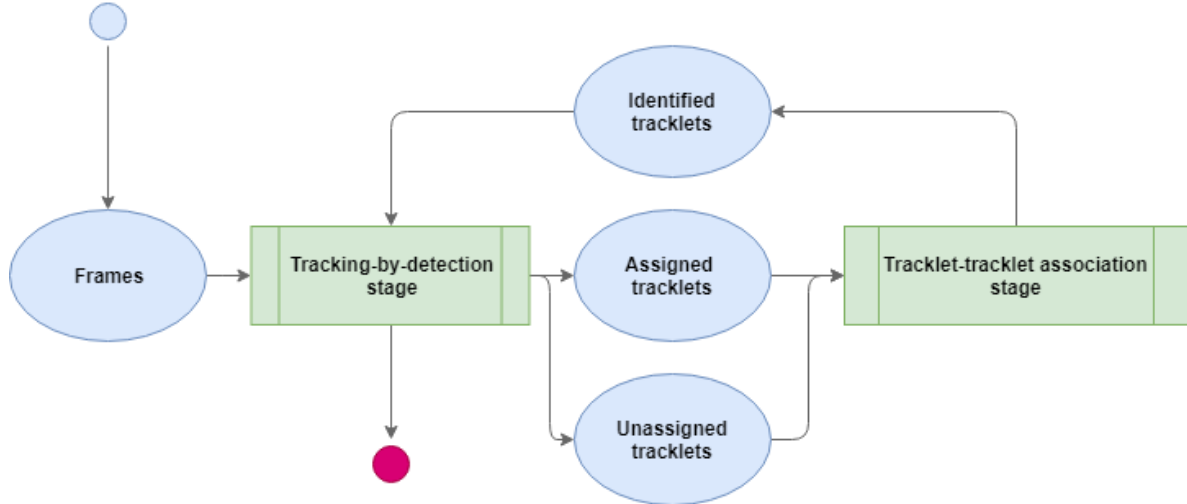 Identified
tracklets
Frames
Tracking-by-detection
stage
Assigned
tracklets
Tracklet-tracklet association
stage
Unassigned
tracklets